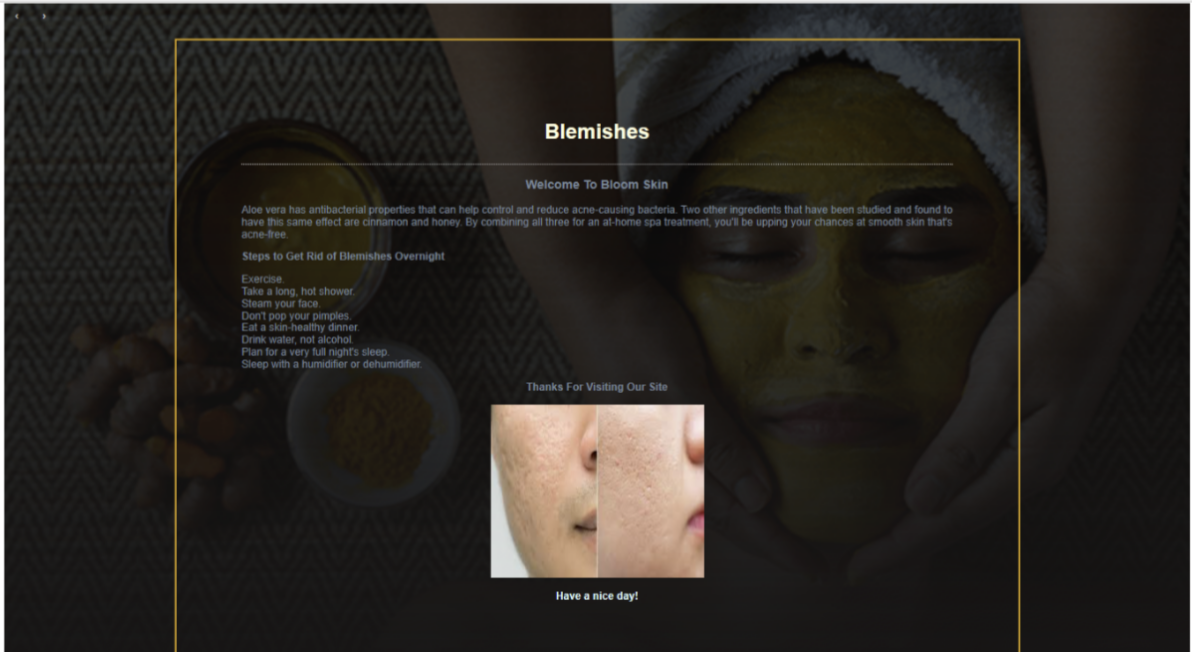 Blemishes
Welcome To Bloom Skin
Aloe vera has antibacterial properties that can help control and reduce acne-causing bacteria. Two other ingredients that have been studied and found to
have this same effect are cinnamon and honey. By combining all three for an at-home spa treatment, you'll be upping your chances at smooth skin that's
acne-free.
Steps to Get Rid of Blemishes Overnight
Exercise.
Take a long, hot shower.
Steam your face.
Don't pop your pimples.
Eat a skin-healthy dinner.
Drink water, not alcohol.
Plan for a very full night's sleep.
Sleep with a humidifier or dehumidifier.
Thanks For Visiting Our Site
Have a nice day!